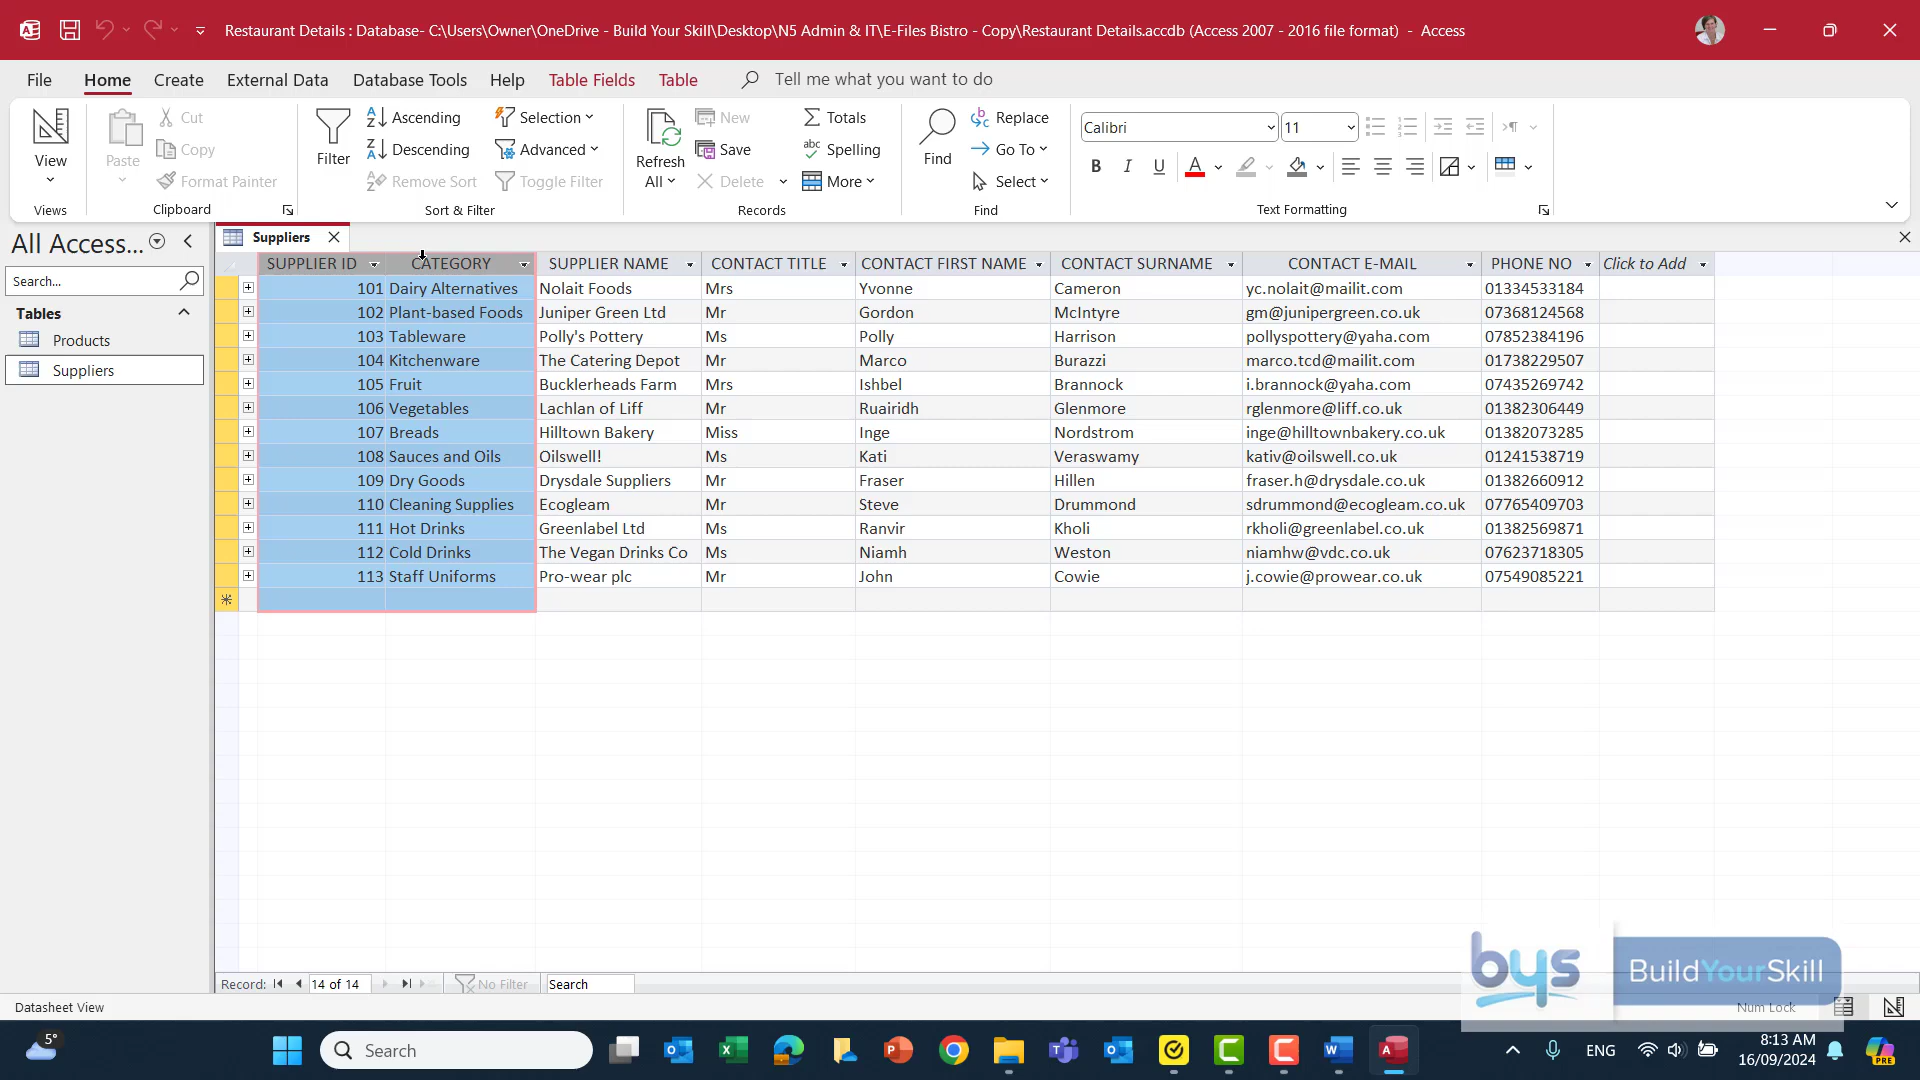 Restaurant Details : Database- C:\Users\Owner\OneDrive - Build Your Skill\Desktop\N5 Admin & IT\E-Files Bistro - Copy\Restaurant Details.accdb (Access 2007 - 2016 file format) - Access
File Home Create External Data Database Tools Help Table Fields Table Tell me what you want to do
View Paste Cut Copy Format Painter Filter Ascending Descending Remove Sort Selection Advanced Toggle Filter Refresh All New Save Delete Totals Spelling More Find Replace Go To Select Calibri 11
B I U A
Views Clipboard Sort & Filter Records Find Text Formatting
All Access... Suppliers
Search...
Tables
Products
Suppliers
SUPPLIER ID CATEGORY SUPPLIER NAME CONTACT TITLE CONTACT FIRST NAME CONTACT SURNAME CONTACT E-MAIL PHONE NO Click to Add
101 Dairy Alternatives Nolait Foods Mrs Yvonne Cameron yc.nolait@mailit.com 01334533184
102 Plant-based Foods Juniper Green Ltd Mr Gordon McIntyre gm@junipergreen.co.uk 07368124568
103 Tableware Polly's Pottery Ms Polly Harrison pollyspottery@yaha.com 07852384196
104 Kitchenware The Catering Depot Mr Marco Burazzi marco.tcd@mailit.com 01738229507
105 Fruit Bucklerheads Farm Mrs Ishbel Brannock i.brannock@yaha.com 07435269742
106 Vegetables Lachlan of Liff Mr Ruairidh Glenmore rglenmore@liff.co.uk 01382306449
107 Breads Hilltown Bakery Miss Inge Nordstrom inge@hilltownbakery.co.uk 01382073285
108 Sauces and Oils Oilswell! Ms Kati Veraswamy kativ@oilswell.co.uk 01241538719
109 Dry Goods Drysdale Suppliers Mr Fraser Hillen fraser.h@drysdale.co.uk 01382660912
110 Cleaning Supplies Ecogleam Mr Steve Drummond sdrummond@ecogleam.co.uk 07765409703
111 Hot Drinks Greenlabel Ltd Ms Ranvir Kholi rkholi@greenlabel.co.uk 01382569871
112 Cold Drinks The Vegan Drinks Co Ms Niamh Weston niamhw@vdc.co.uk 07623718305
113 Staff Uniforms Pro-wear plc Mr John Cowie j.cowie@prowear.co.uk 07549085221
bys BuildYourSkill
Record: 14 of 14 No Filter Search
Datasheet View Num Lock
5° Search ENG 8:13 AM
16/09/2024
PRE